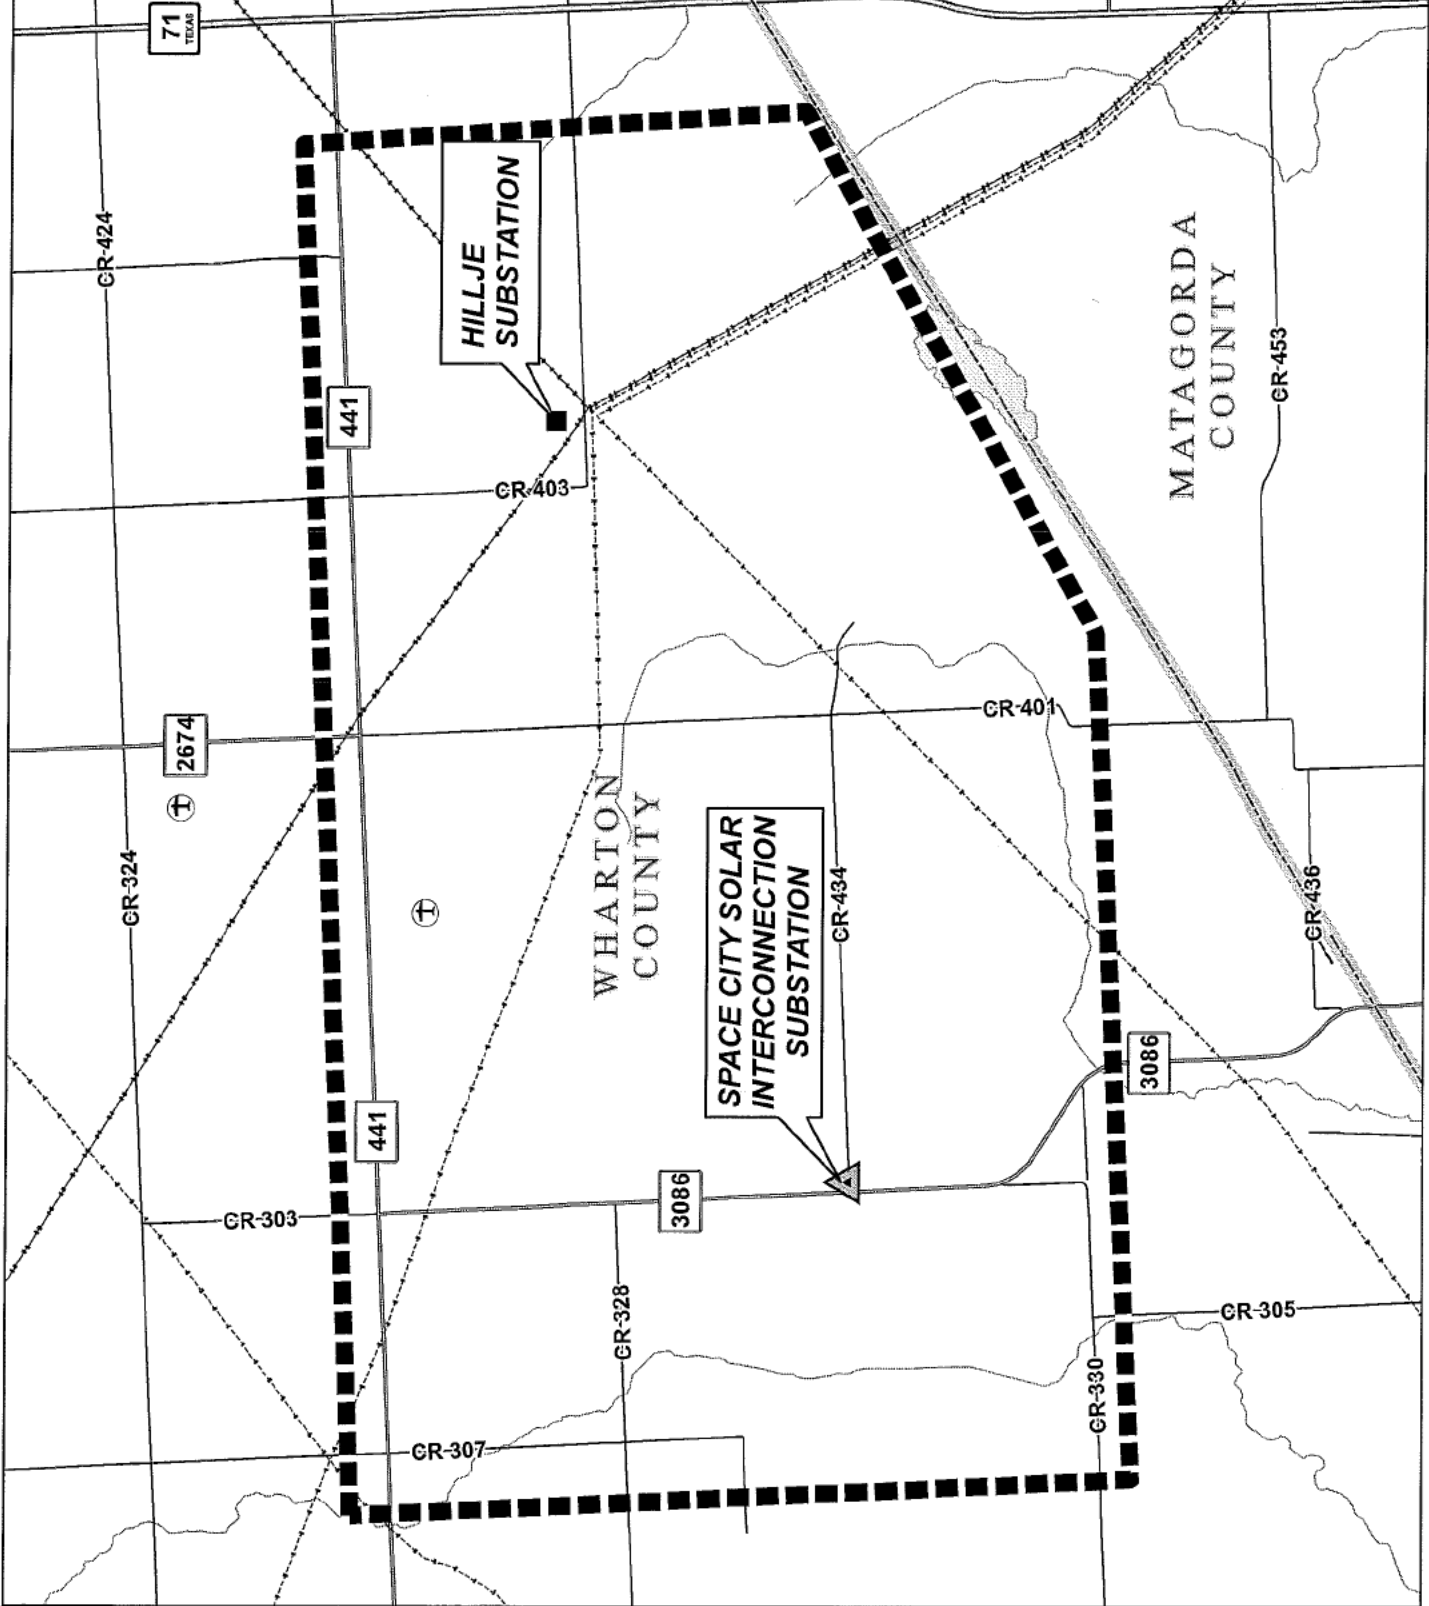 71
TEXAS
CR-424
HILLJE
SUBSTATION
441
CR-403
MATAGORDA
COUNTY
CR-453
2674
CR-401
CR-324
WHARTON
COUNTY
SPACE CITY SOLAR
INTERCONNECTION
SUBSTATION
CR-434
CR-436
441
3086
3086
CR-303
CR-328
CR-305
CR-330
CR-307